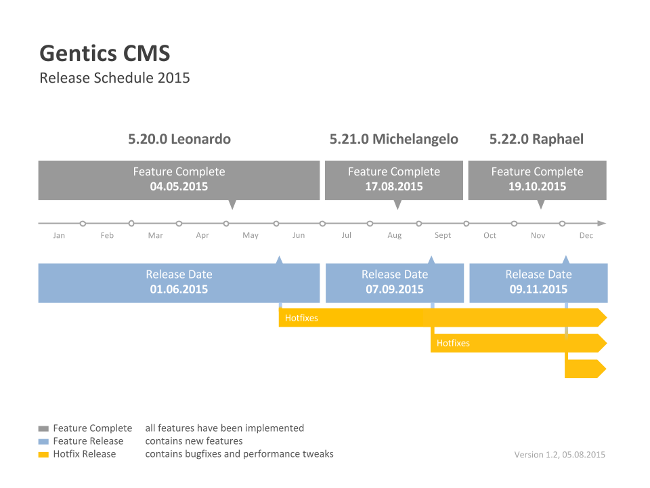 Gentics CMS
Release Schedule 2015
5.20.0 Leonardo 5.21.0 Michelangelo 5.22.0 Raphael
Feature Complete Feature Complete Feature Complete
04.05.2015 17.08.2015 19.10.2015
Jan Feb Mar Apr May Jun Jul Aug Sept Oct Nov Dec
Release Date Release Date Release Date
01.06.2015 07.09.2015 09.11.2015
Hotfixes
Hotfixes
Feature Complete all features have been implemented
Feature Release contains new features
Hotfix Release contains bugfixes and performance tweaks
Version 1.2, 05.08.2015